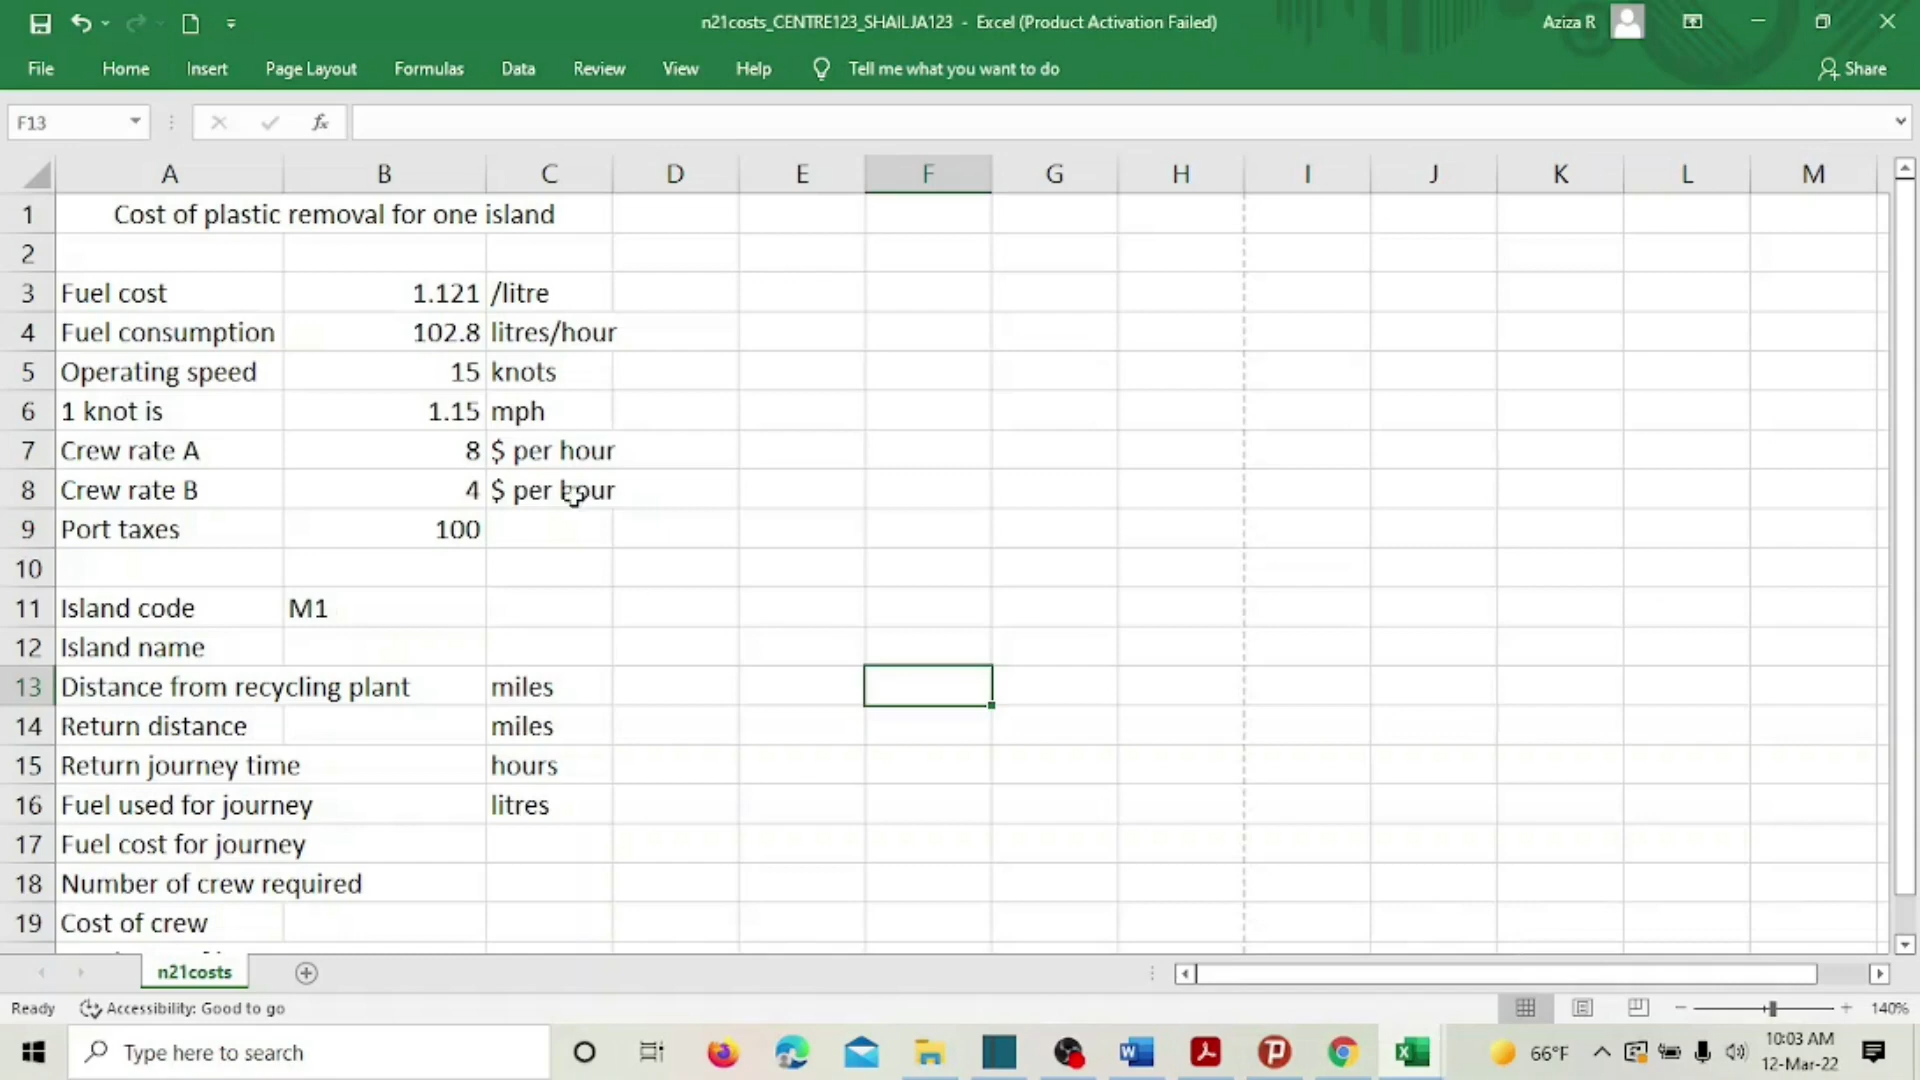 n21costs_CENTRE123_SHAILJA123 - Excel (Product Activation Failed)
Aziza R
File Home Insert Page Layout Formulas Data Review View Help Tell me what you want to do
Share
F13
fx
A B C D E F G H I J K L M
1 Cost of plastic removal for one island
2
3 Fuel cost 1.121 /litre
4 Fuel consumption 102.8 litres/hour
5 Operating speed 15 knots
6 1 knot is 1.15 mph
7 Crew rate A 8 $ per hour
8 Crew rate B 4 $ per hour
9 Port taxes 100
10
11 Island code M1
12 Island name
13 Distance from recycling plant miles
14 Return distance miles
15 Return journey time hours
16 Fuel used for journey litres
17 Fuel cost for journey
18 Number of crew required
19 Cost of crew
n21costs
Ready Accessibility: Good to go
140%
Type here to search
66°F
10:03 AM
12-Mar-22